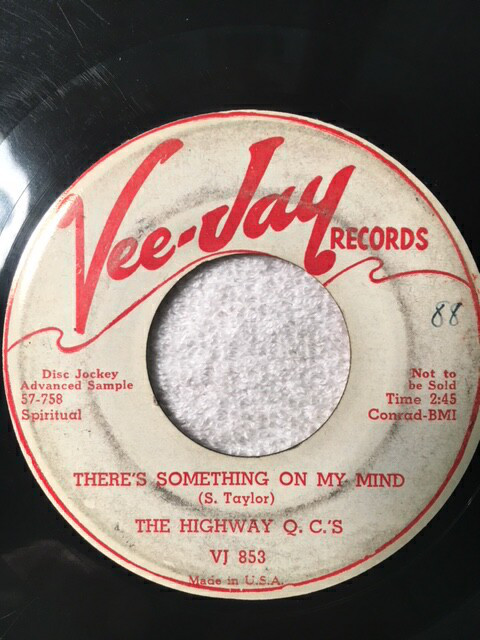 Vee-Jay
RECORDS
88
Disc Jockey
Advanced Sample
57-758
Spiritual
Not to
be Sold
Time 2:45
Conrad-BMI
THERE'S SOMETHING ON MY MIND
(S. Taylor)
THE HIGHWAY Q. C.'S
VJ 853
Made in U.S.A.